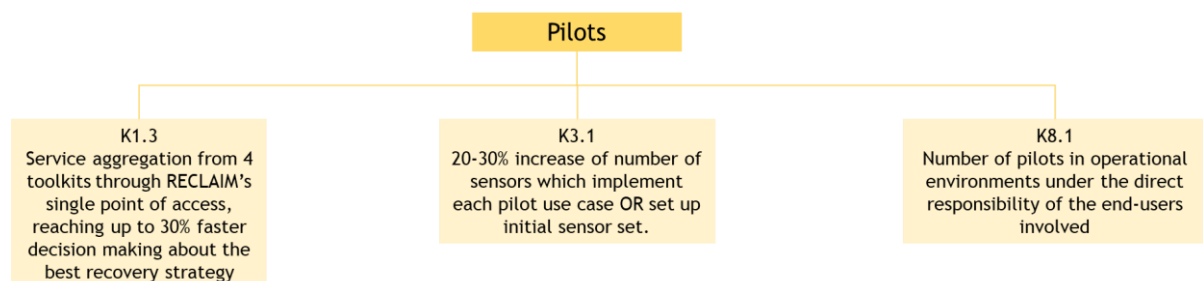 Pilots
K1.3
Service aggregation from 4
toolkits through RECLAIM's
single point of access,
reaching up to 30% faster
decision making about the
best recovery strategy
K3.1
20-30% increase of number of
sensors which implement
each pilot use case OR set up
initial sensor set.
K8.1
Number of pilots in operational
environments under the direct
responsibility of the end-users
involved